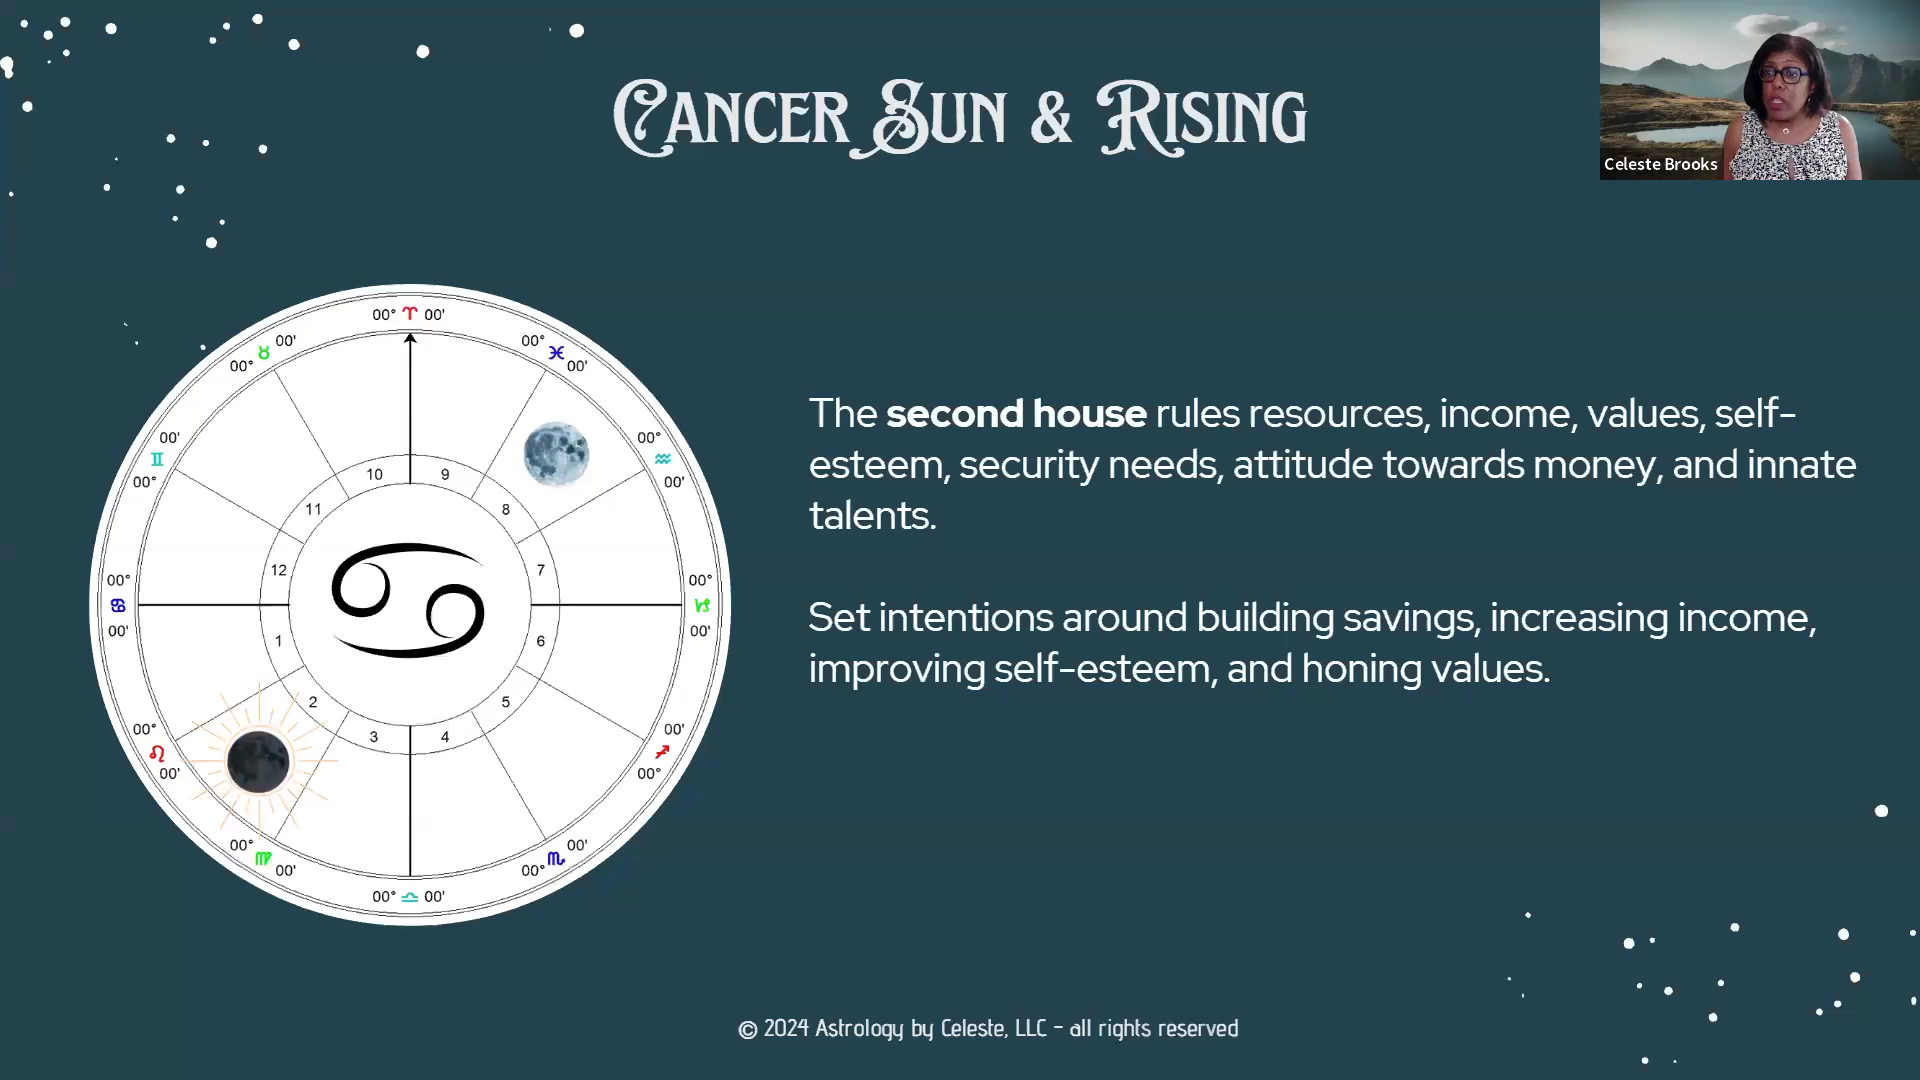 Cancer Sun & Rising
Celeste Brooks
00° ♈ 00'
00° ♓ 00'
00° ♉ 00'
00° ♒ 00'
00' ♊ 00°
10 9
11 8
12 7
00° ♋ 00'
00° ♑ 00'
1 6
2 5
3 4
00° ♌ 00'
00' ♐ 00°
00° ♍ 00'
00° ♏ 00'
00° ♎ 00'
The second house rules resources, income, values, self-
esteem, security needs, attitude towards money, and innate
talents.
Set intentions around building savings, increasing income,
improving self-esteem, and honing values.
© 2024 Astrology by Celeste, LLC - all rights reserved